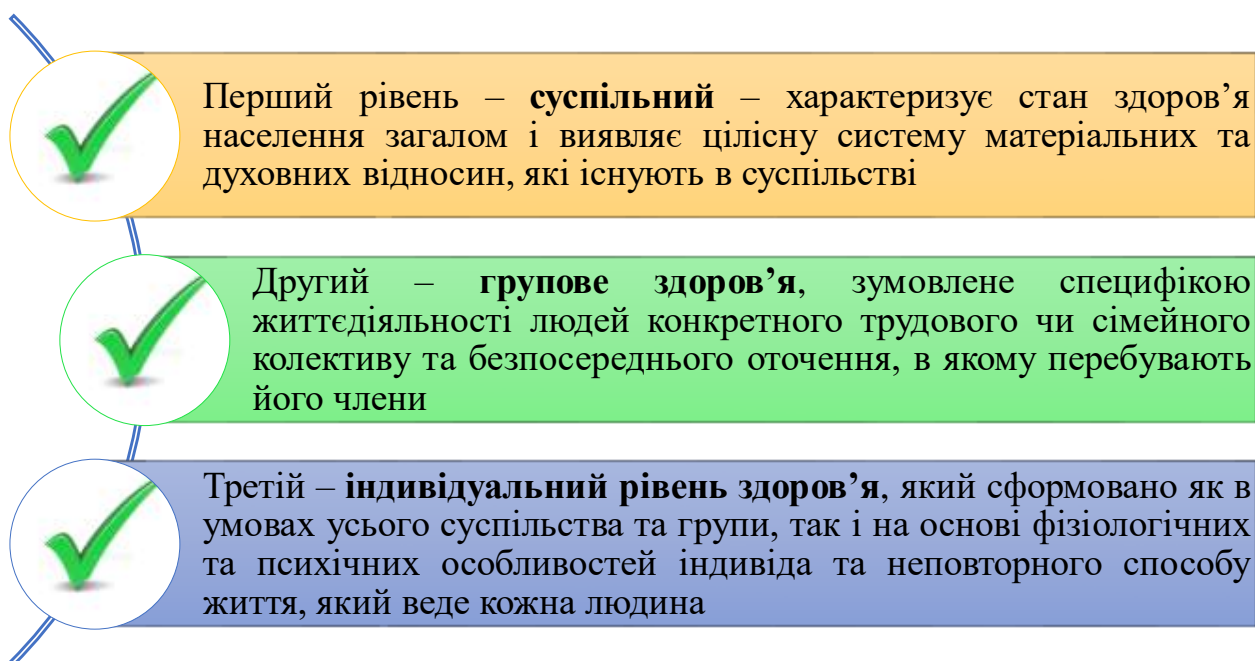 Перший рівень – суспільний – характеризує стан здоров’я
населення загалом і виявляє цілісну систему матеріальних та
духовних відносин, які існують в суспільстві
Другий – групове здоров’я, зумовлене специфікою
життєдіяльності людей конкретного трудового чи сімейного
колективу та безпосереднього оточення, в якому перебувають
його члени
Третій – індивідуальний рівень здоров’я, який сформовано як в
умовах усього суспільства та групи, так і на основі фізіологічних
та психічних особливостей індивіда та неповторного способу
життя, який веде кожна людина